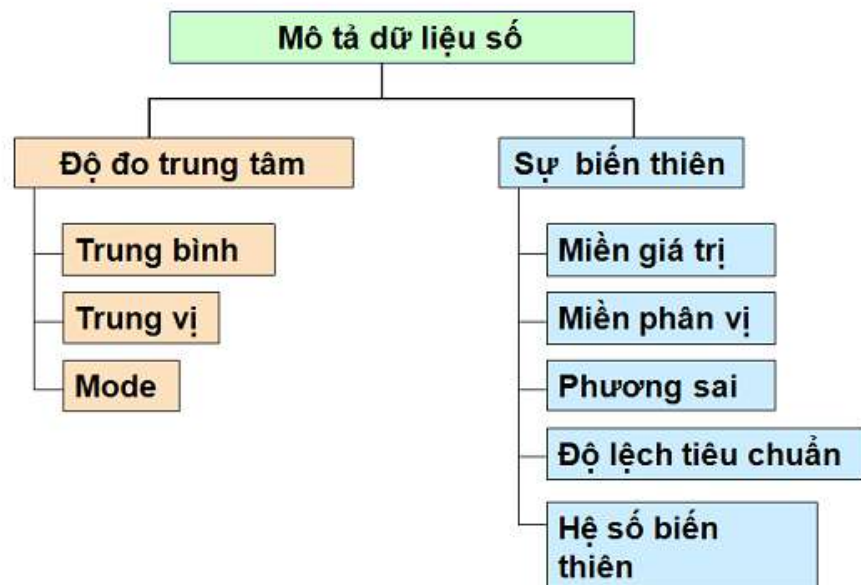 Mô tả dữ liệu số
Độ đo trung tâm
Trung bình
Trung vị
Mode
Sự biến thiên
Miền giá trị
Miền phân vị
Phương sai
Độ lệch tiêu chuẩn
Hệ số biến
thiên